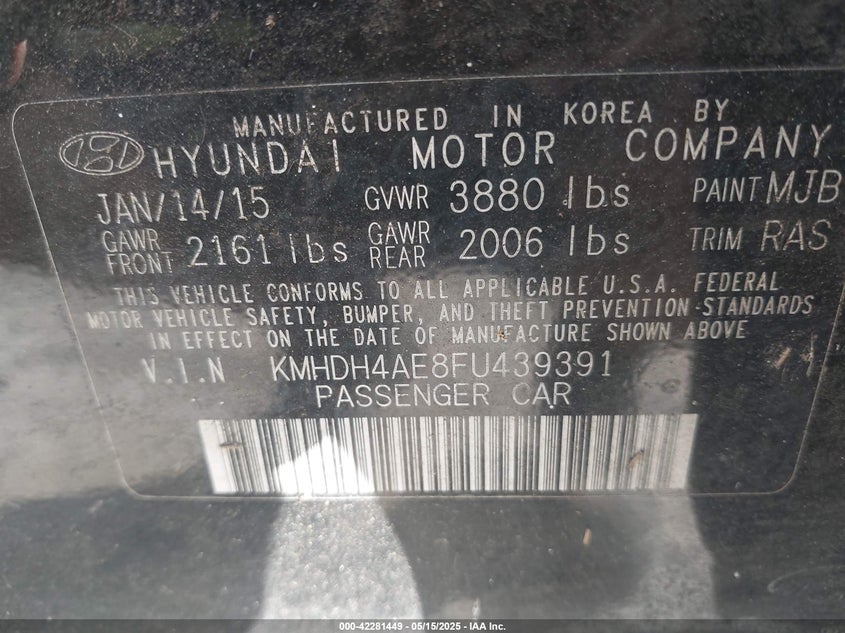 MANUFACTURED IN KOREA BY
HYUNDAI MOTOR COMPANY
JAN/14/15 GVWR 3880 lbs PAINT MJB
GAWR FRONT 2161 lbs GAWR REAR 2006 lbs TRIM RAS
THIS VEHICLE CONFORMS TO ALL APPLICABLE U.S.A. FEDERAL
MOTOR VEHICLE SAFETY, BUMPER, AND THEFT PREVENTION STANDARDS
IN EFFECT ON THE DATE OF MANUFACTURE SHOWN ABOVE
V.I.N KMHDH4AE8FU439391
PASSENGER CAR
000-42281449 - 05/15/2025 - IAA Inc.